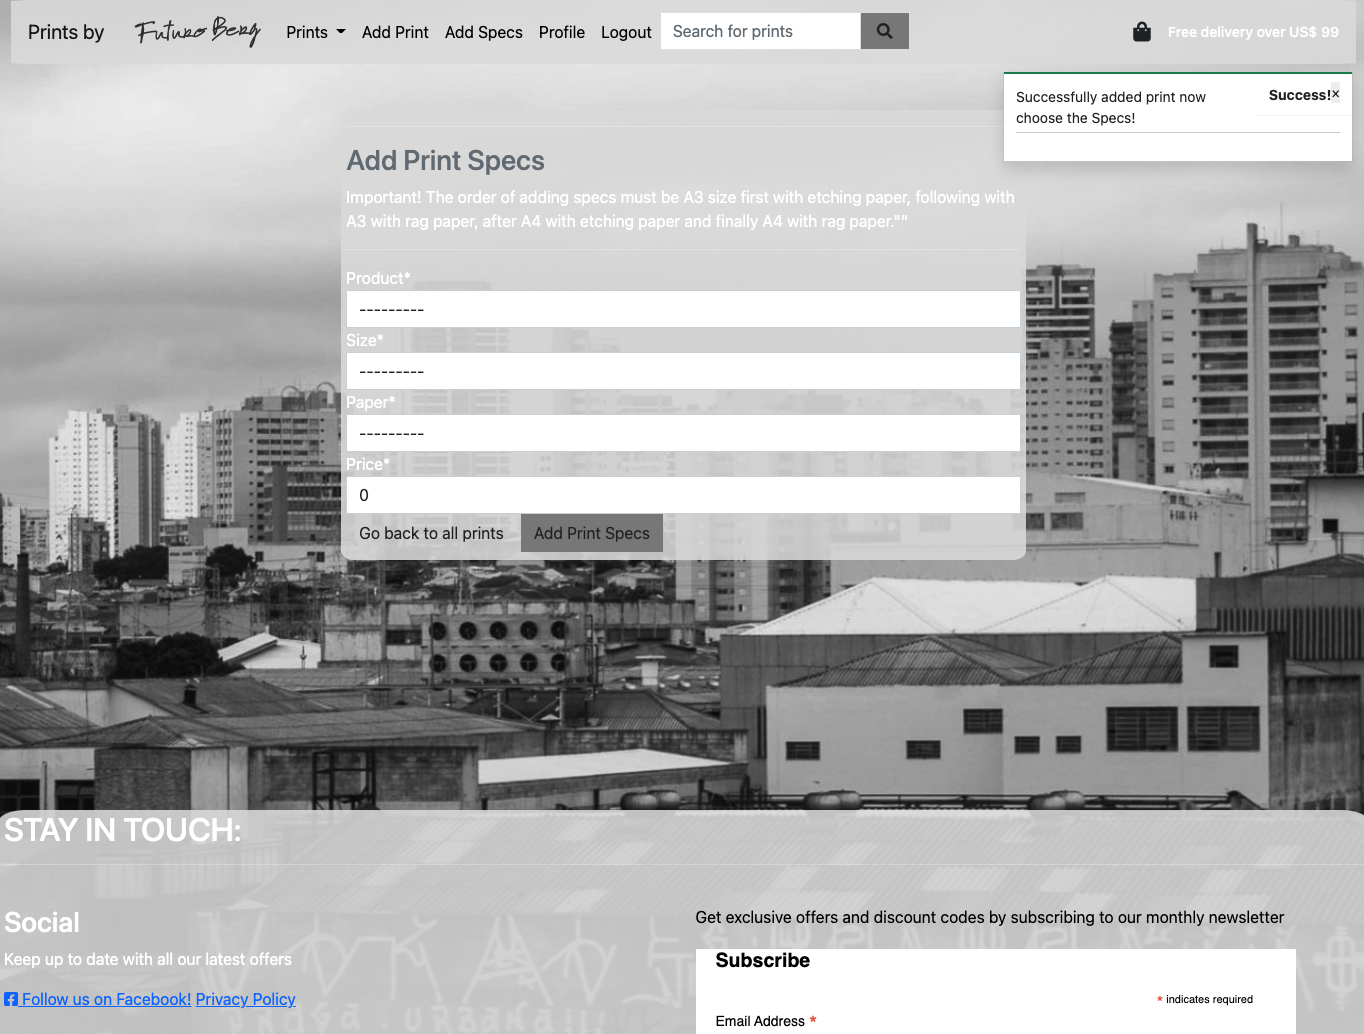 Prints by
Futuro Berg
Prints
Add Print
Add Specs
Profile
Logout
Search for prints
Free delivery over US$ 99
Successfully added print now
choose the Specs!
Success!×
Add Print Specs
Important! The order of adding specs must be A3 size first with etching paper, following with
A3 with rag paper, after A4 with etching paper and finally A4 with rag paper.""
Product*
---------
Size*
---------
Paper*
---------
Price*
0
Go back to all prints
Add Print Specs
STAY IN TOUCH:
Social
Keep up to date with all our latest offers
Follow us on Facebook! Privacy Policy
Get exclusive offers and discount codes by subscribing to our monthly newsletter
Subscribe
* indicates required
Email Address *